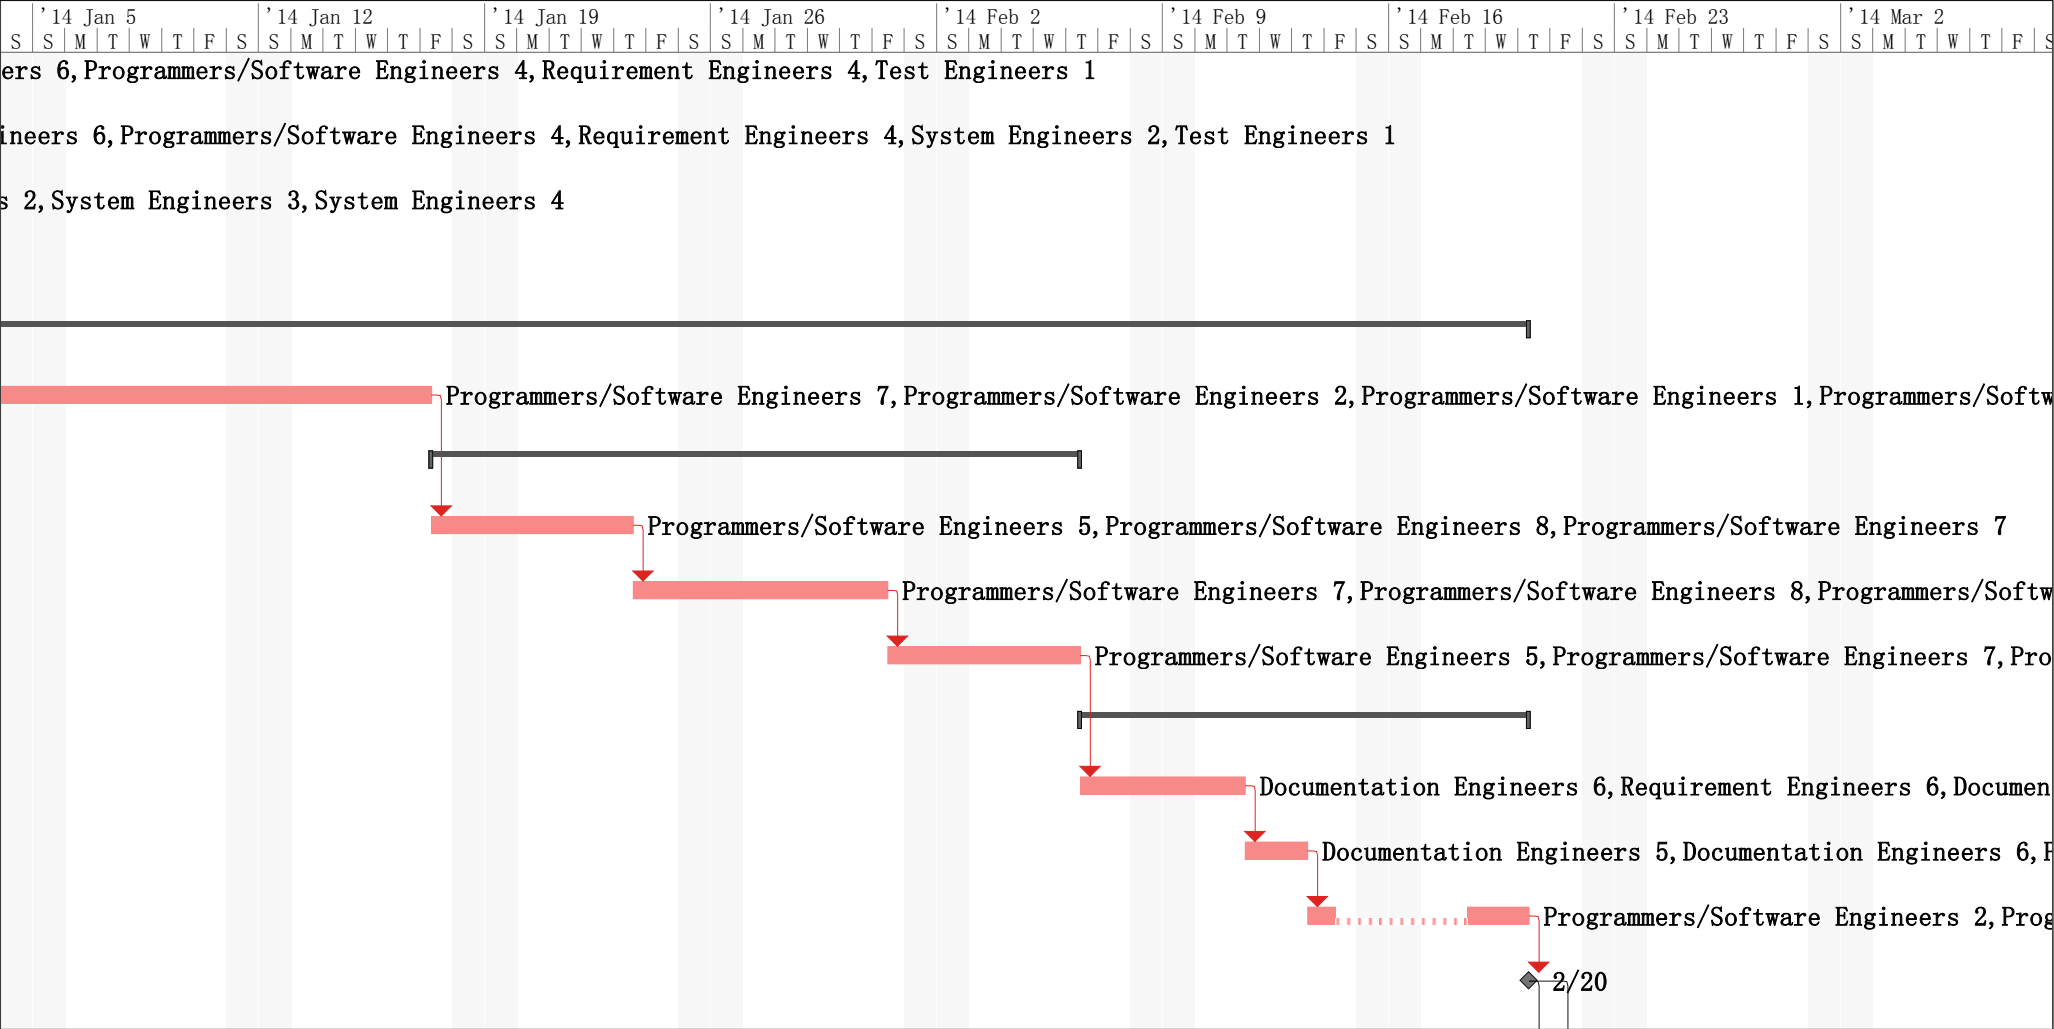 '14 Jan 5 '14 Jan 12 '14 Jan 19 '14 Jan 26 '14 Feb 2 '14 Feb 9 '14 Feb 16 '14 Feb 23 '14 Mar 2
S S M T W T F S S M T W T F S S M T W T F S S M T W T F S S M T W T F S S M T W T F S S M T W T F S S M T W T F S S M T W T F S
ers 6,Programmers/Software Engineers 4,Requirement Engineers 4,Test Engineers 1
ineers 6,Programmers/Software Engineers 4,Requirement Engineers 4,System Engineers 2,Test Engineers 1
s 2,System Engineers 3,System Engineers 4
Programmers/Software Engineers 7,Programmers/Software Engineers 2,Programmers/Software Engineers 1,Programmers/Softw
Programmers/Software Engineers 5,Programmers/Software Engineers 8,Programmers/Software Engineers 7
Programmers/Software Engineers 7,Programmers/Software Engineers 8,Programmers/Softw
Programmers/Software Engineers 5,Programmers/Software Engineers 7,Pro
Documentation Engineers 6,Requirement Engineers 6,Documen
Documentation Engineers 5,Documentation Engineers 6,
Programmers/Software Engineers 2,Prog
2/20